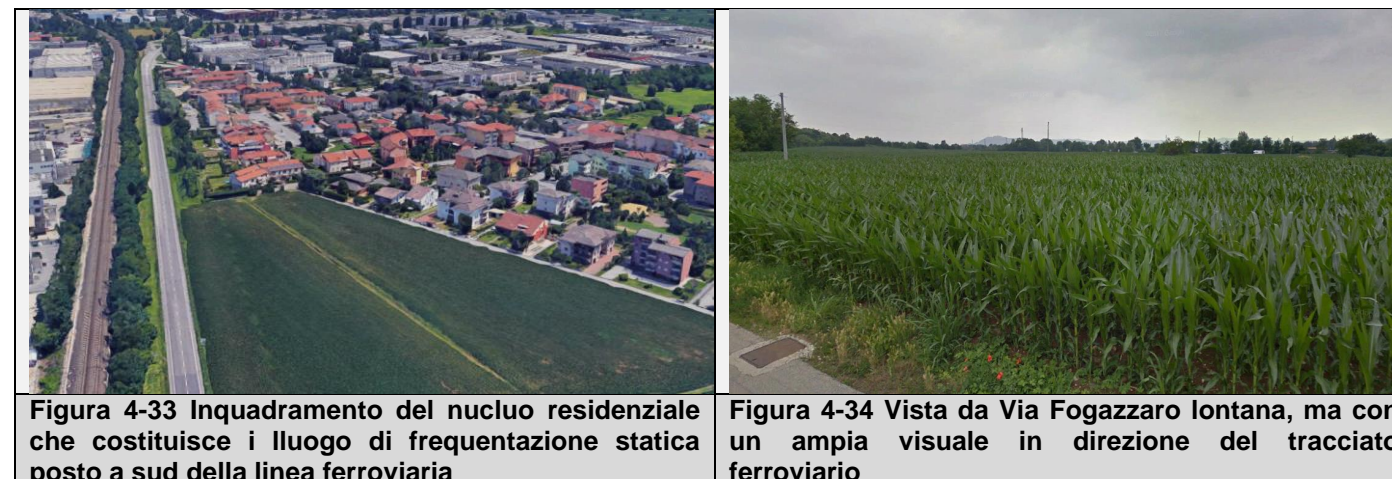 Figura 4-33 Inquadramento del nucluo residenziale
che costituisce i lluogo di frequentazione statica
posto a sud della linea ferroviaria
Figura 4-34 Vista da Via Fogazzaro lontana, ma con
un ampia visuale in direzione del tracciato
ferroviario